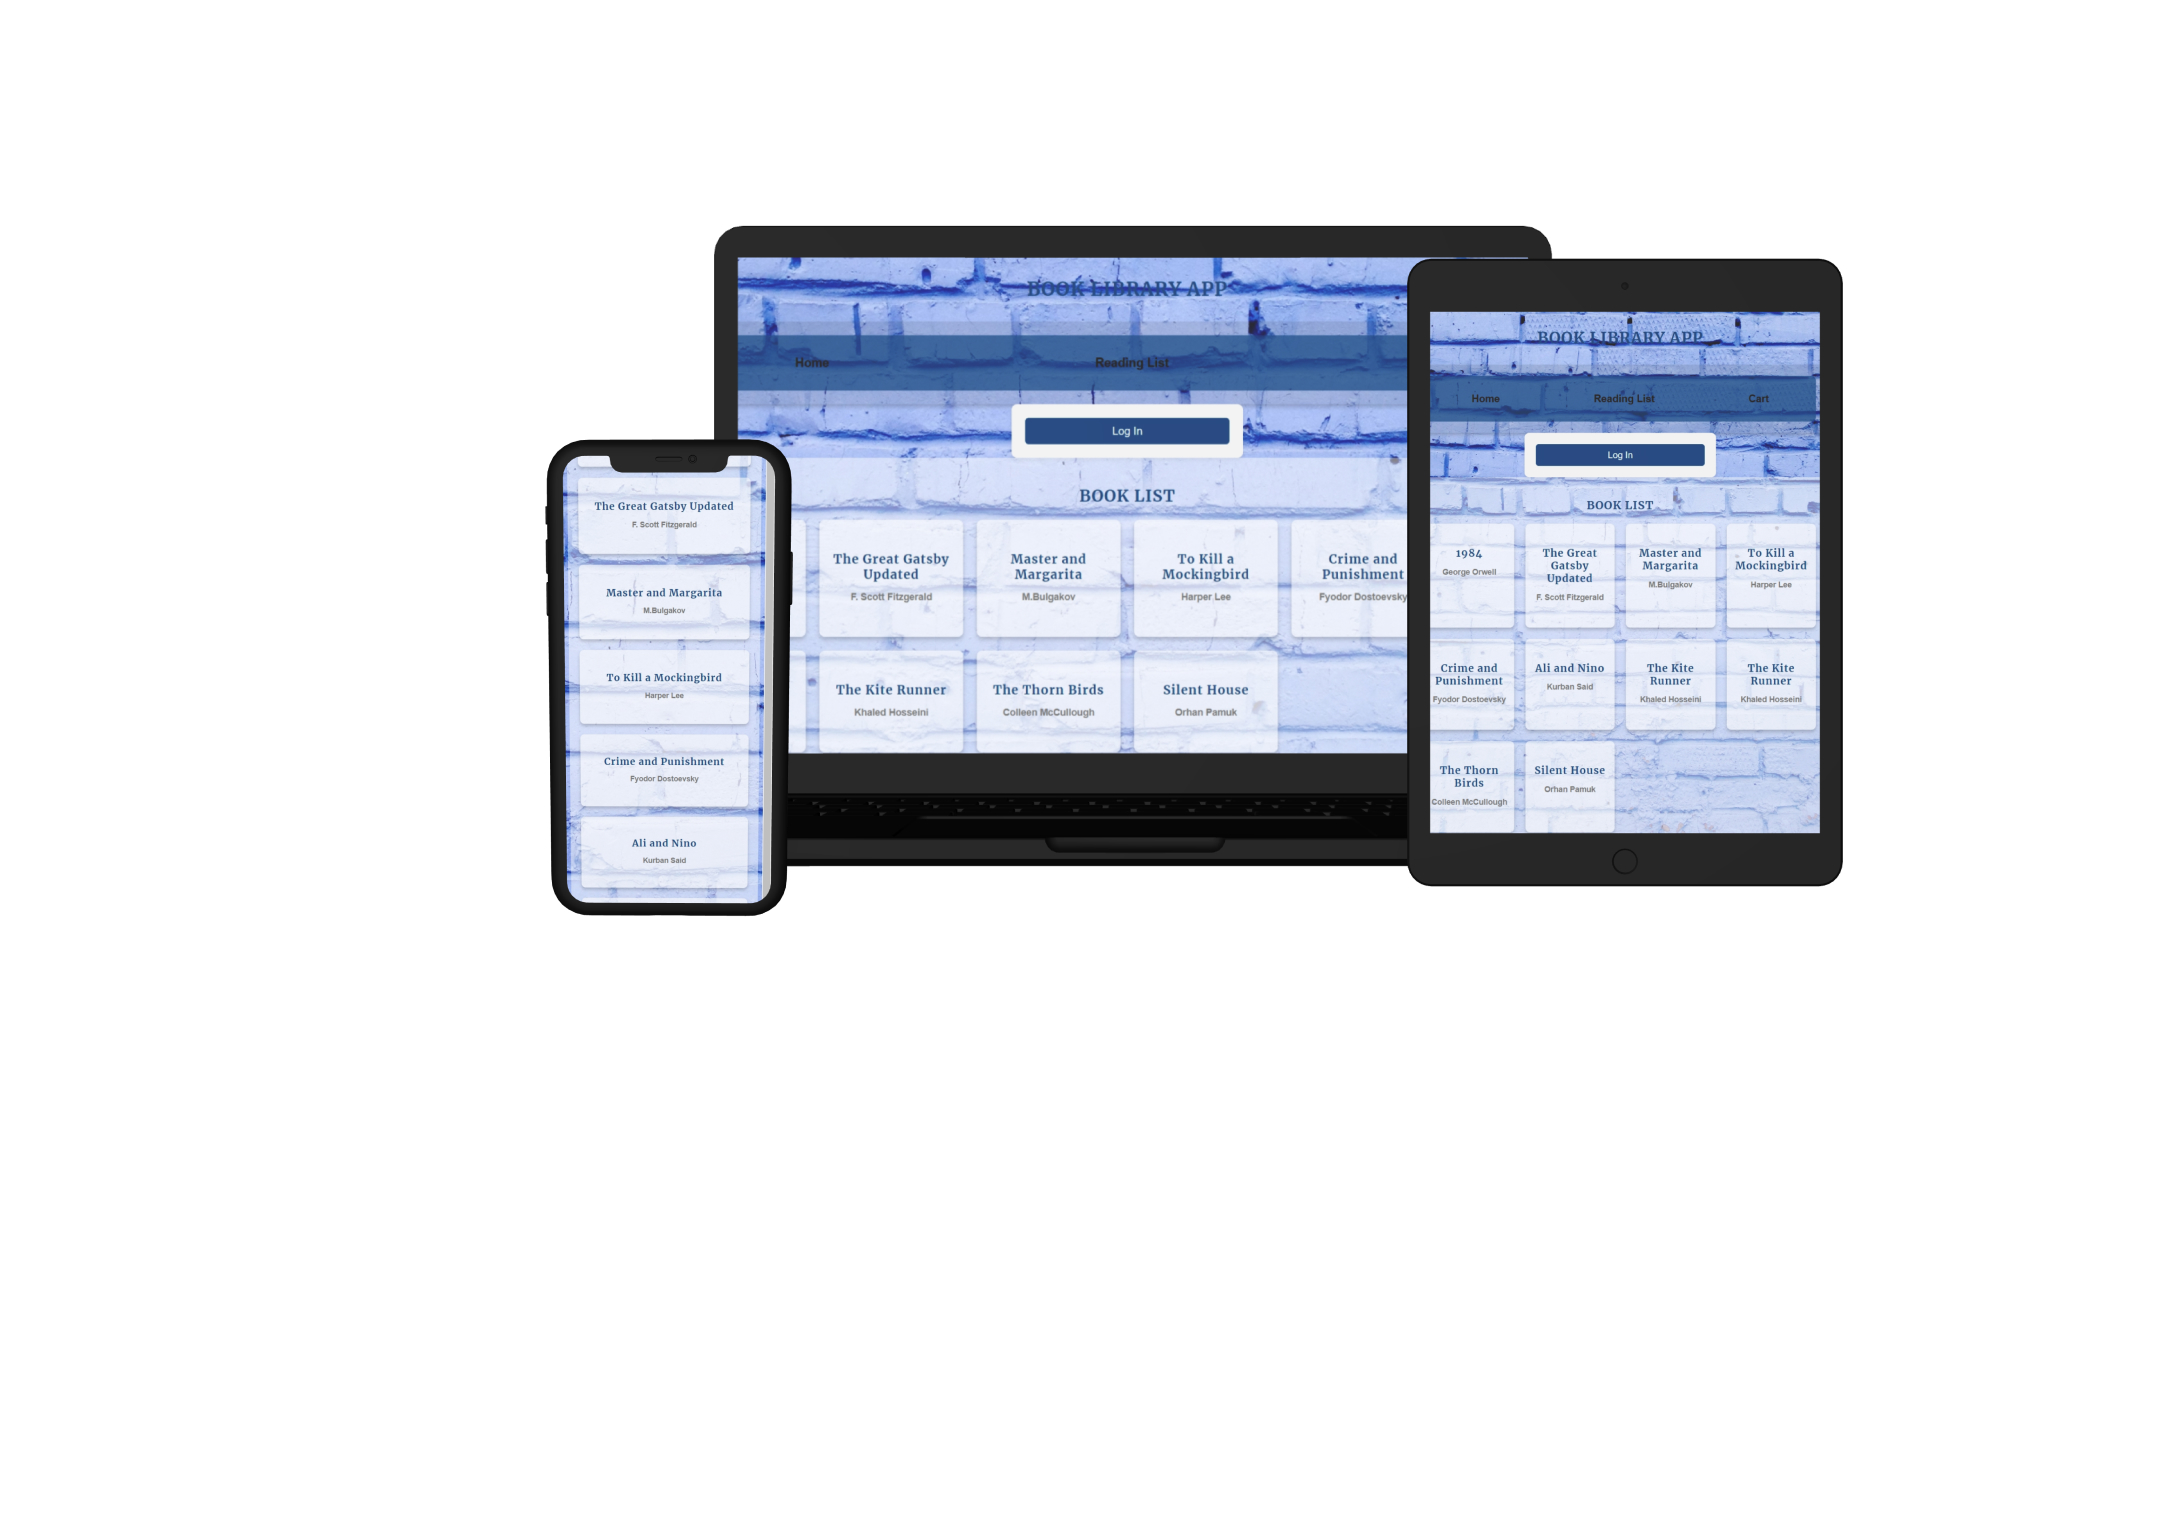 BOOK LIBRARY APP
Home
Reading List
Log In
BOOK LIST
The Great Gatsby
Updated
F. Scott Fitzgerald
Master and
Margarita
M.Bulgakov
To Kill a
Mockingbird
Harper Lee
Crime and
Punishment
Fyodor Dostoevsky
The Kite Runner
Khaled Hosseini
The Thorn Birds
Colleen McCullough
Silent House
Orhan Pamuk
The Great Gatsby Updated
F. Scott Fitzgerald
Master and Margarita
M.Bulgakov
To Kill a Mockingbird
Harper Lee
Crime and Punishment
Fyodor Dostoevsky
Ali and Nino
Kurban Said
BOOK LIBRARY APP
Home
Reading List
Cart
Log In
BOOK LIST
1984
George Orwell
The Great
Gatsby
Updated
F. Scott Fitzgerald
Master and
Margarita
M.Bulgakov
To Kill a
Mockingbird
Harper Lee
Crime and
Punishment
Fyodor Dostoevsky
Ali and Nino
Kurban Said
The Kite
Runner
Khaled Hosseini
The Kite
Runner
Khaled Hosseini
The Thorn
Birds
Colleen McCullough
Silent House
Orhan Pamuk